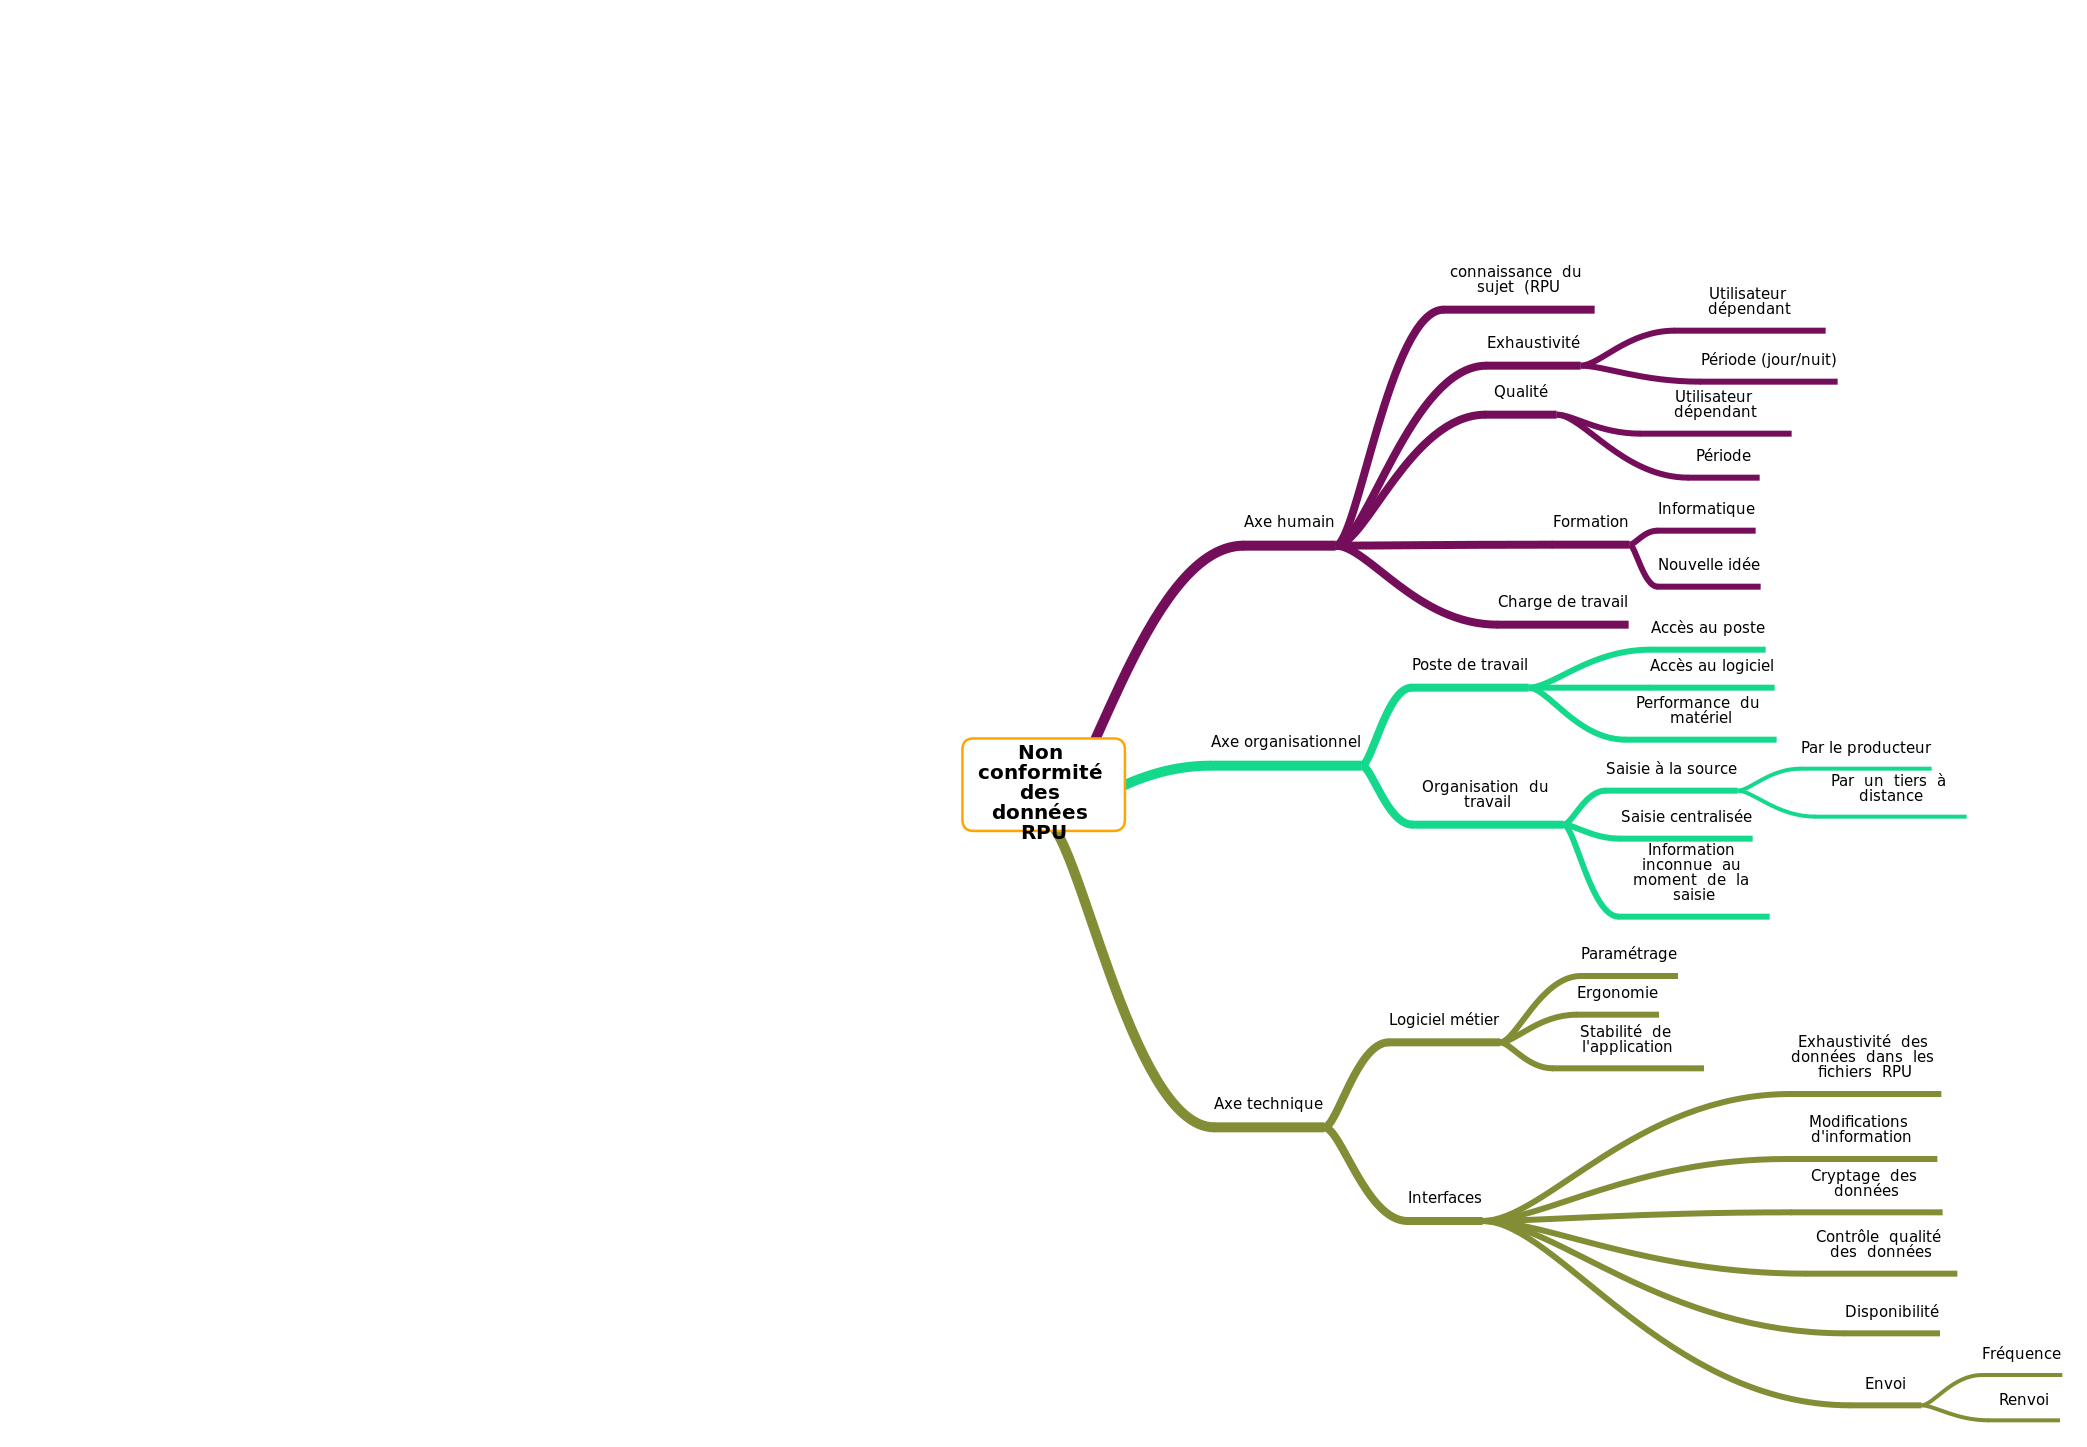 connaissance du
sujet (RPU
Utilisateur
dépendant
Exhaustivité
Période (jour/nuit)
Qualité
Utilisateur
dépendant
Période
Axe humain
Formation
Informatique
Nouvelle idée
Charge de travail
Accès au poste
Poste de travail
Accès au logiciel
Performance du
matériel
Axe organisationnel
Non
conformité
des
données
RPU
Organisation du
travail
Saisie à la source
Par le producteur
Par un tiers à
distance
Saisie centralisée
Information
inconnue au
moment de la
saisie
Paramétrage
Ergonomie
Logiciel métier
Stabilité de
l'application
Axe technique
Exhaustivité des
données dans les
fichiers RPU
Modifications
d'information
Cryptage des
données
Interfaces
Contrôle qualité
des données
Disponibilité
Envoi
Fréquence
Renvoi